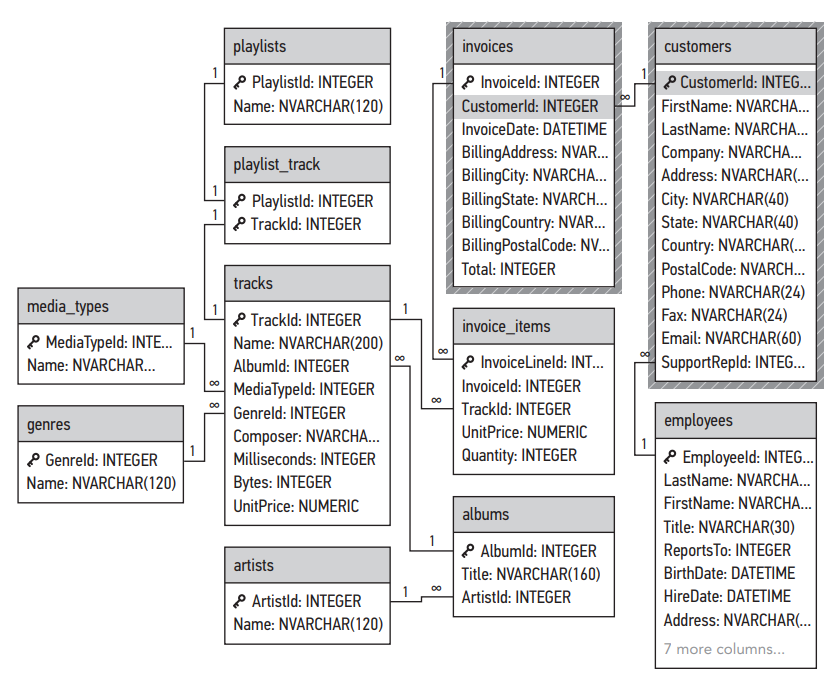 playlists
PlaylistId: INTEGER
Name: NVARCHAR(120)
playlist_track
PlaylistId: INTEGER
TrackId: INTEGER
tracks
TrackId: INTEGER
Name: NVARCHAR(200)
AlbumId: INTEGER
MediaTypeId: INTEGER
GenreId: INTEGER
Composer: NVARCHA...
Milliseconds: INTEGER
Bytes: INTEGER
UnitPrice: NUMERIC
media_types
MediaTypeId: INTE...
Name: NVARCHAR...
genres
GenreId: INTEGER
Name: NVARCHAR(120)
artists
ArtistId: INTEGER
Name: NVARCHAR(120)
invoices
InvoiceId: INTEGER
CustomerId: INTEGER
InvoiceDate: DATETIME
BillingAddress: NVAR...
BillingCity: NVARCHA...
BillingState: NVARCH...
BillingCountry: NVAR...
BillingPostalCode: NV...
Total: INTEGER
invoice_items
InvoiceLineId: INT...
InvoiceId: INTEGER
TrackId: INTEGER
UnitPrice: NUMERIC
Quantity: INTEGER
albums
AlbumId: INTEGER
Title: NVARCHAR(160)
ArtistId: INTEGER
customers
CustomerId: INTEG...
FirstName: NVARCHA...
LastName: NVARCHA...
Company: NVARCHA...
Address: NVARCHAR(...
City: NVARCHAR(40)
State: NVARCHAR(40)
Country: NVARCHAR(...
PostalCode: NVARCH...
Phone: NVARCHAR(24)
Fax: NVARCHAR(24)
Email: NVARCHAR(60)
SupportRepId: INTEG...
employees
EmployeeId: INTEG...
LastName: NVARCHA...
FirstName: NVARCHA...
Title: NVARCHAR(30)
ReportsTo: INTEGER
BirthDate: DATETIME
HireDate: DATETIME
Address: NVARCHAR(...
7 more columns...
1
1
1
1
1
∞
∞
1
1
∞
1
∞
1
∞
1
∞
∞
1
∞
1